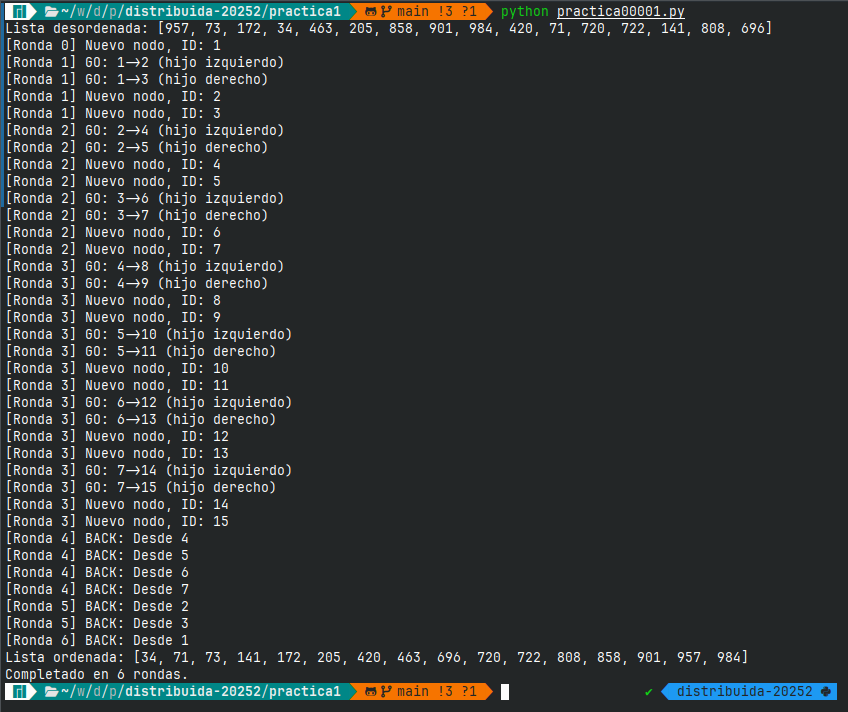 ~/w/d/p/distribuida-20252/practica1 main !3 ?1 python practica00001.py
Lista desordenada: [957, 73, 172, 34, 463, 205, 858, 901, 984, 420, 71, 720, 722, 141, 808, 696]
[Ronda 0] Nuevo nodo, ID: 1
[Ronda 1] GO: 1->2 (hijo izquierdo)
[Ronda 1] GO: 1->3 (hijo derecho)
[Ronda 1] Nuevo nodo, ID: 2
[Ronda 1] Nuevo nodo, ID: 3
[Ronda 2] GO: 2->4 (hijo izquierdo)
[Ronda 2] GO: 2->5 (hijo derecho)
[Ronda 2] Nuevo nodo, ID: 4
[Ronda 2] Nuevo nodo, ID: 5
[Ronda 2] GO: 3->6 (hijo izquierdo)
[Ronda 2] GO: 3->7 (hijo derecho)
[Ronda 2] Nuevo nodo, ID: 6
[Ronda 2] Nuevo nodo, ID: 7
[Ronda 3] GO: 4->8 (hijo izquierdo)
[Ronda 3] GO: 4->9 (hijo derecho)
[Ronda 3] Nuevo nodo, ID: 8
[Ronda 3] Nuevo nodo, ID: 9
[Ronda 3] GO: 5->10 (hijo izquierdo)
[Ronda 3] GO: 5->11 (hijo derecho)
[Ronda 3] Nuevo nodo, ID: 10
[Ronda 3] Nuevo nodo, ID: 11
[Ronda 3] GO: 6->12 (hijo izquierdo)
[Ronda 3] GO: 6->13 (hijo derecho)
[Ronda 3] Nuevo nodo, ID: 12
[Ronda 3] Nuevo nodo, ID: 13
[Ronda 3] GO: 7->14 (hijo izquierdo)
[Ronda 3] GO: 7->15 (hijo derecho)
[Ronda 3] Nuevo nodo, ID: 14
[Ronda 3] Nuevo nodo, ID: 15
[Ronda 4] BACK: Desde 4
[Ronda 4] BACK: Desde 5
[Ronda 4] BACK: Desde 6
[Ronda 4] BACK: Desde 7
[Ronda 5] BACK: Desde 2
[Ronda 5] BACK: Desde 3
[Ronda 6] BACK: Desde 1
Lista ordenada: [34, 71, 73, 141, 172, 205, 420, 463, 696, 720, 722, 808, 858, 901, 957, 984]
Completado en 6 rondas.
~/w/d/p/distribuida-20252/practica1 main !3 ?1 ✔ distribuida-20252